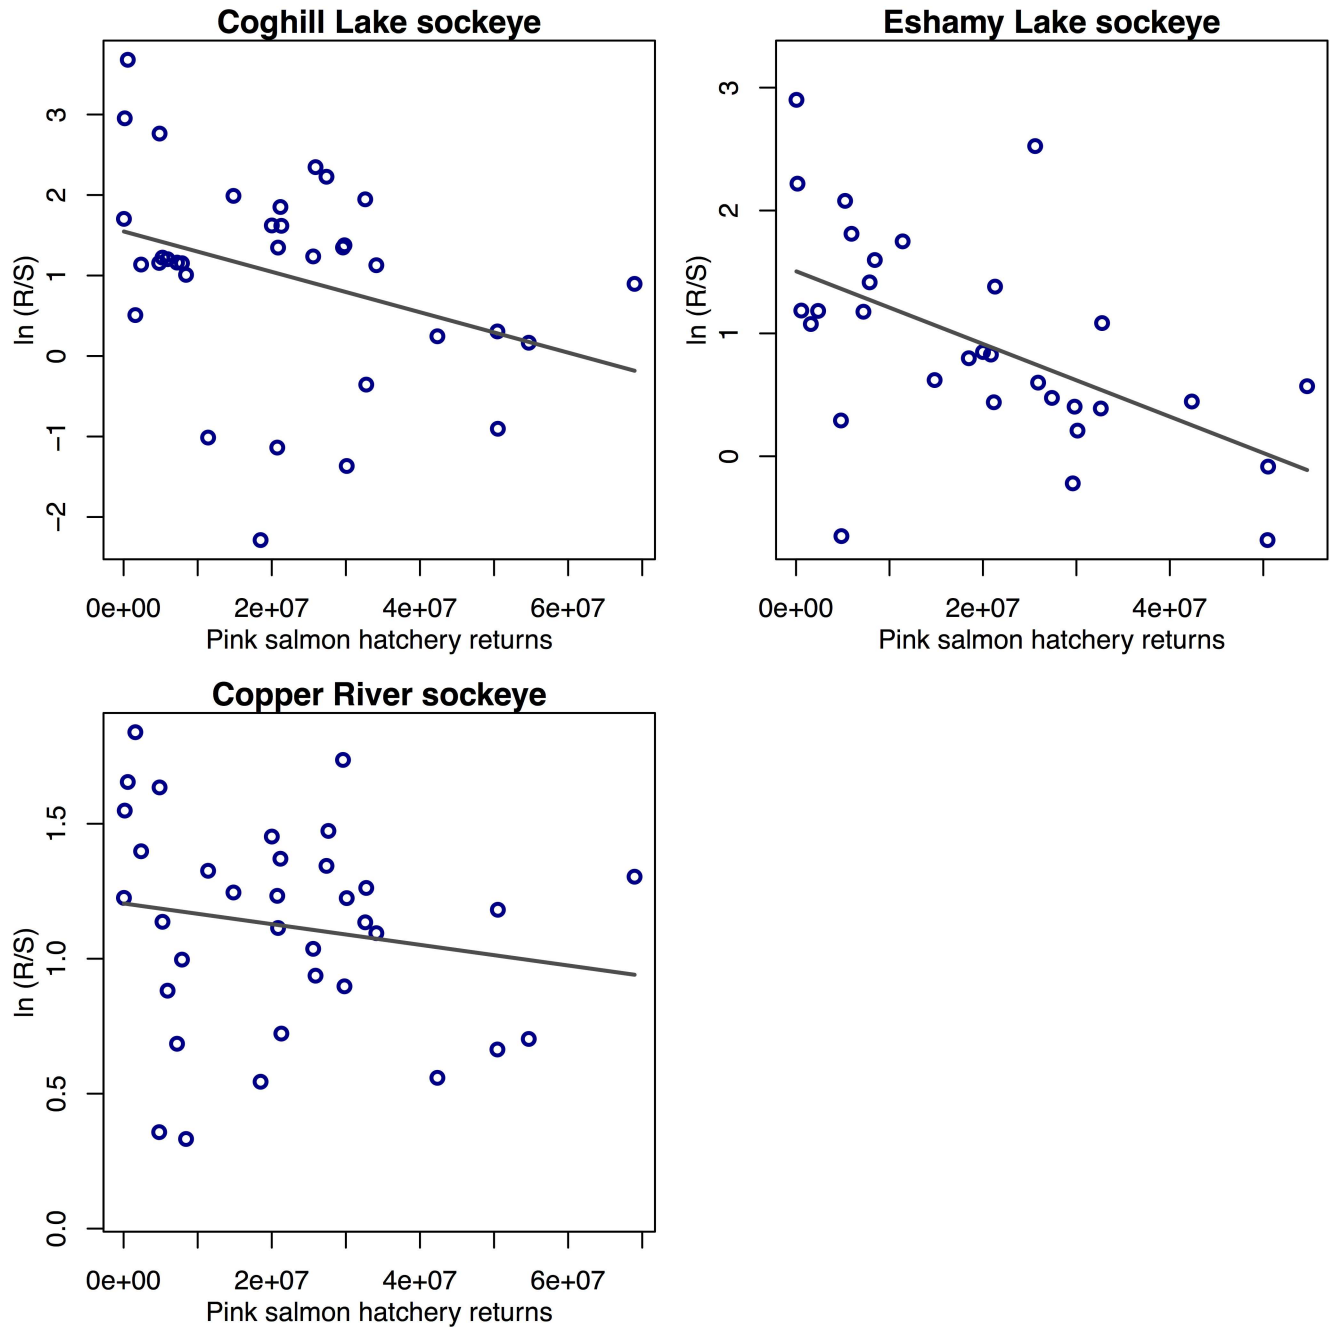 Coghill Lake sockeye
3
2
1
0
−1
−2
ln (R/S)
0e+00 2e+07 4e+07 6e+07
Pink salmon hatchery returns
Eshamy Lake sockeye
3
2
1
0
ln (R/S)
0e+00 2e+07 4e+07
Pink salmon hatchery returns
Copper River sockeye
1.5
1.0
0.5
0.0
ln (R/S)
0e+00 2e+07 4e+07 6e+07
Pink salmon hatchery returns